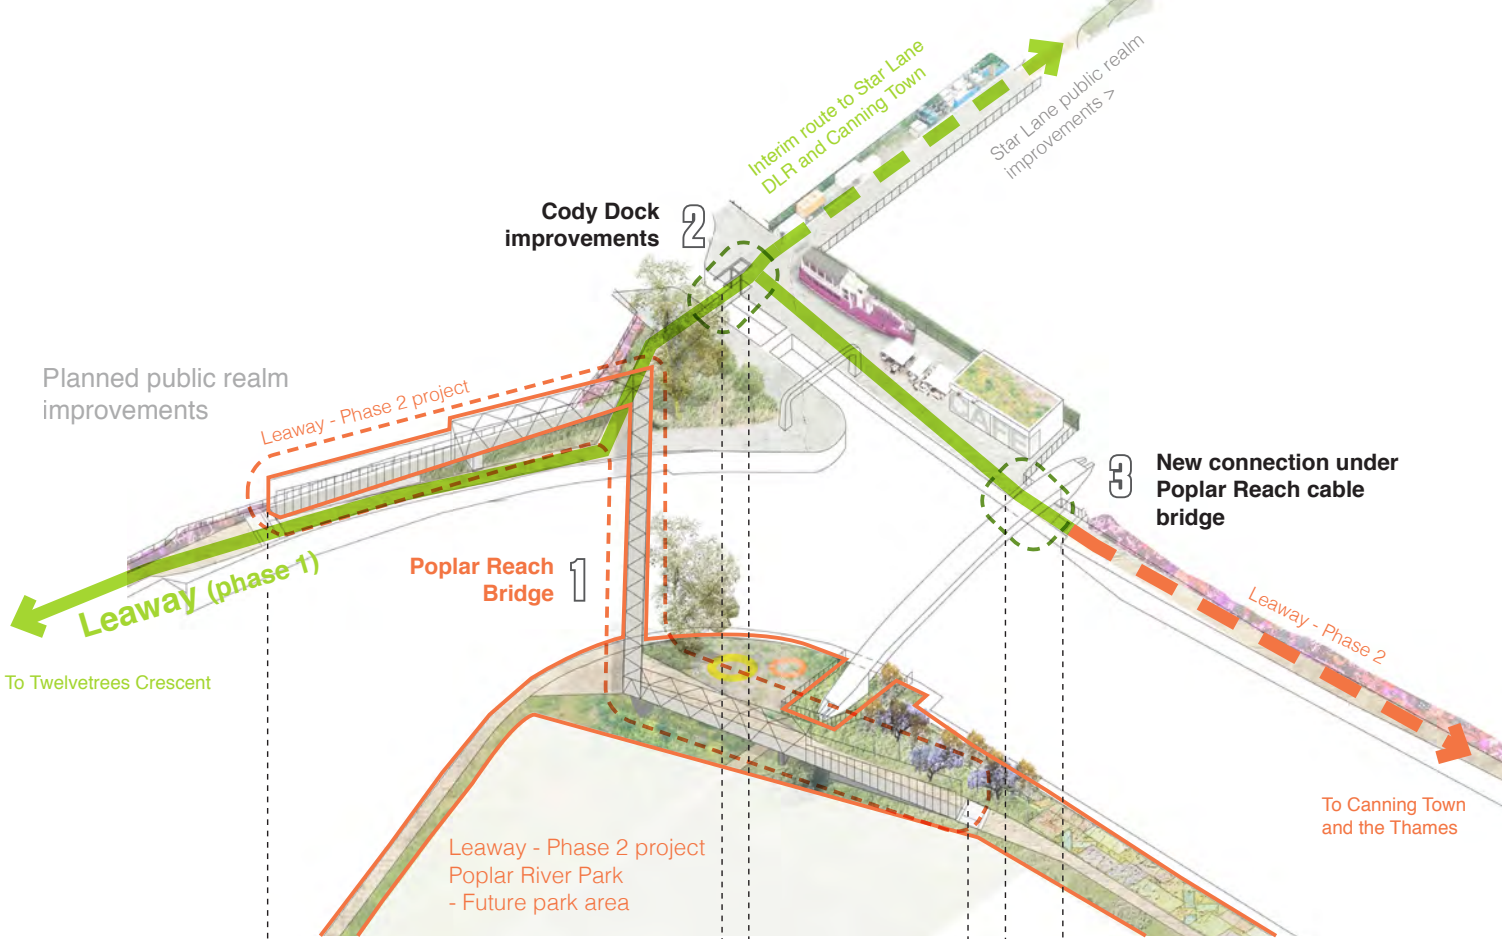 Interim route to Star Lane
DLR and Canning Town
Star Lane public realm
improvements >
Cody Dock
improvements
2
Planned public realm
improvements
Leaway - Phase 2 project
CAFE
3
New connection under
Poplar Reach cable
bridge
Poplar Reach
Bridge
1
Leaway (phase 1)
To Twelvetrees Crescent
Leaway - Phase 2
To Canning Town
and the Thames
Leaway - Phase 2 project
Poplar River Park
- Future park area